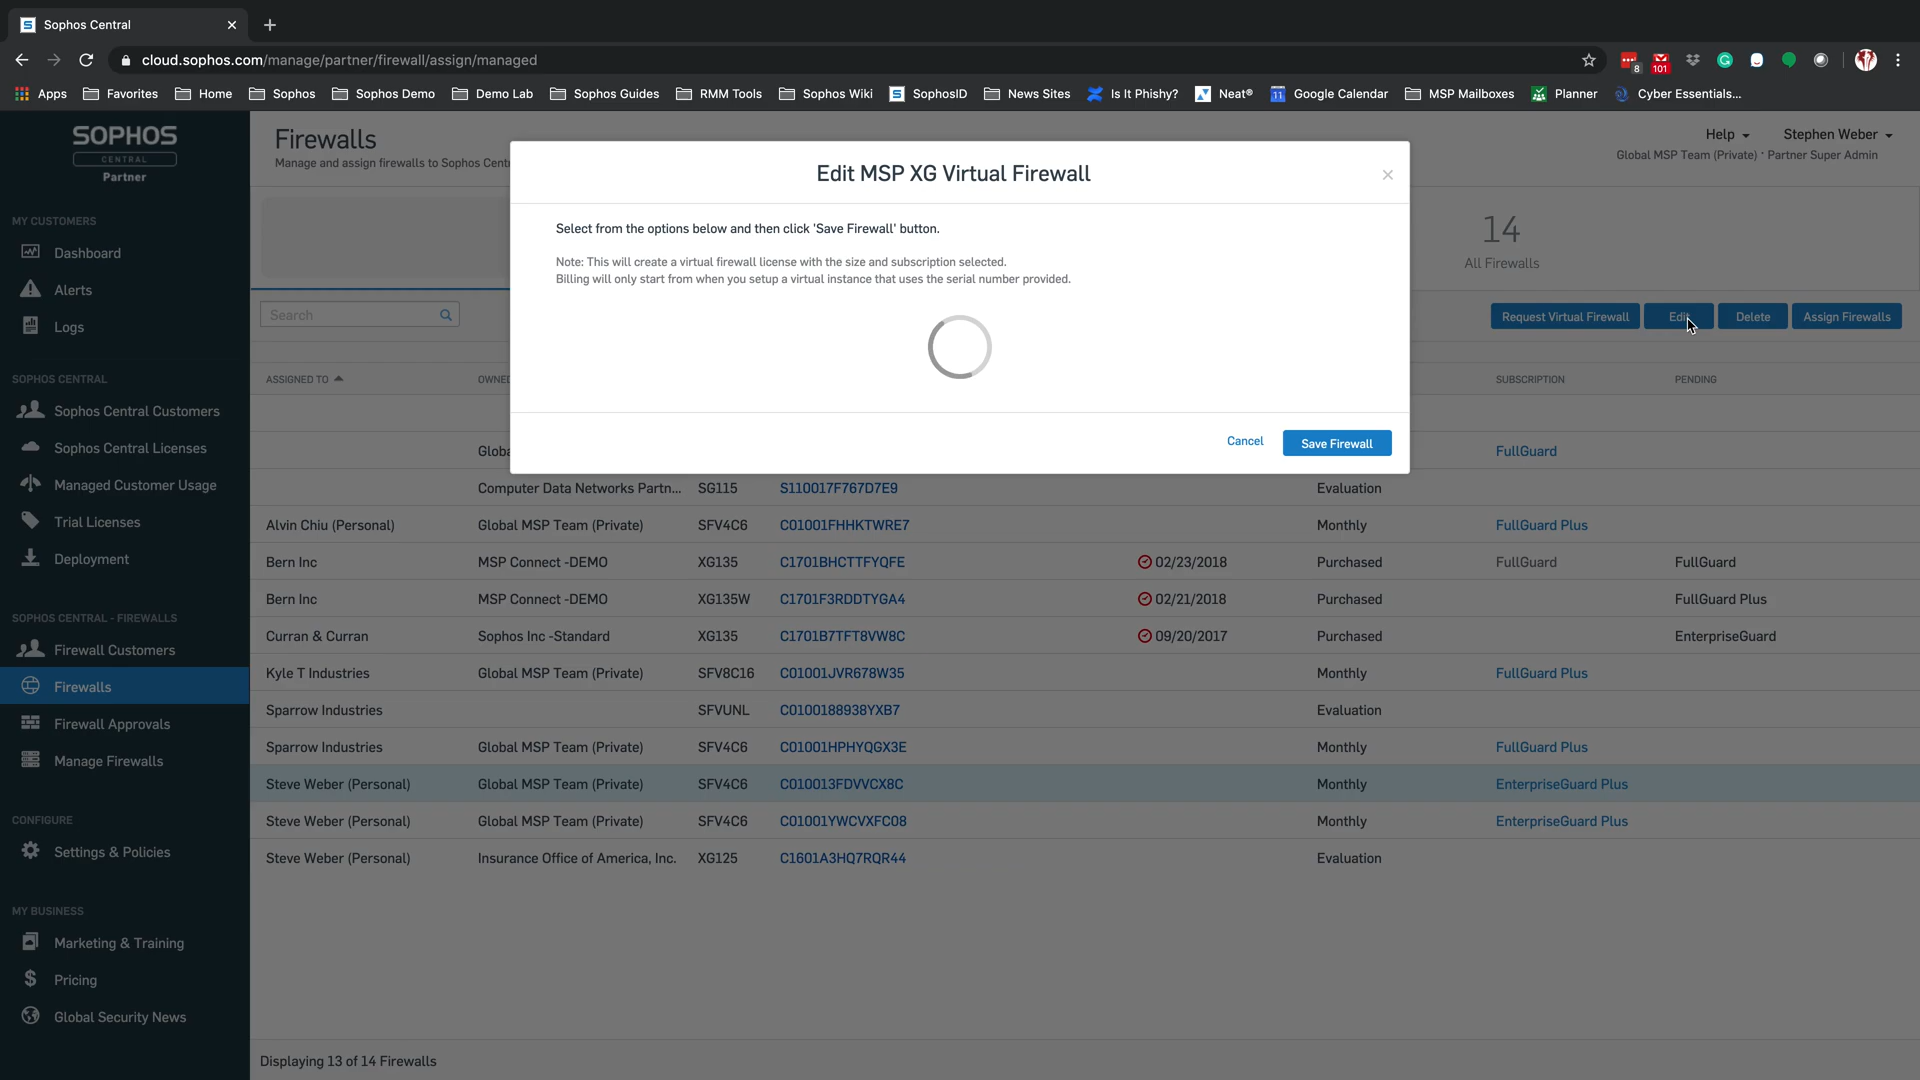 Sophos Central
cloud.sophos.com/manage/partner/firewall/assign/managed
8
101
Apps
Favorites
Home
Sophos
Sophos Demo
Demo Lab
Sophos Guides
RMM Tools
Sophos Wiki
SophosID
News Sites
Is It Phishy?
Neat®
11
Google Calendar
MSP Mailboxes
Planner
Cyber Essentials...
SOPHOS
CENTRAL
Partner
MY CUSTOMERS
Dashboard
Alerts
Logs
SOPHOS CENTRAL
Sophos Central Customers
Sophos Central Licenses
Managed Customer Usage
Trial Licenses
Deployment
SOPHOS CENTRAL - FIREWALLS
Firewall Customers
Firewalls
Firewall Approvals
Manage Firewalls
CONFIGURE
Settings & Policies
MY BUSINESS
Marketing & Training
Pricing
Global Security News
Firewalls
Manage and assign firewalls to Sophos Cent
Help
Stephen Weber
Global MSP Team (Private) · Partner Super Admin
14
All Firewalls
Search
Request Virtual Firewall
Edit
Delete
Assign Firewalls
Edit MSP XG Virtual Firewall
×
Select from the options below and then click 'Save Firewall' button.
Note: This will create a virtual firewall license with the size and subscription selected.
Billing will only start from when you setup a virtual instance that uses the serial number provided.
Cancel
Save Firewall
ASSIGNED TO OWNE SUBSCRIPTION PENDING
Globa FullGuard
Computer Data Networks Partn... SG115 S110017F767D7E9 Evaluation
Alvin Chiu (Personal) Global MSP Team (Private) SFV4C6 C01001FHHKTWRE7 Monthly FullGuard Plus
Bern Inc MSP Connect -DEMO XG135 C1701BHCTTFYQFE 02/23/2018 Purchased FullGuard FullGuard
Bern Inc MSP Connect -DEMO XG135W C1701F3RDDTYGA4 02/21/2018 Purchased FullGuard Plus
Curran & Curran Sophos Inc -Standard XG135 C1701B7TFT8VW8C 09/20/2017 Purchased EnterpriseGuard
Kyle T Industries Global MSP Team (Private) SFV8C16 C01001JVR678W35 Monthly FullGuard Plus
Sparrow Industries SFVUNL C0100188938YXB7 Evaluation
Sparrow Industries Global MSP Team (Private) SFV4C6 C01001HPHYQGX3E Monthly FullGuard Plus
Steve Weber (Personal) Global MSP Team (Private) SFV4C6 C010013FDVVCX8C Monthly EnterpriseGuard Plus
Steve Weber (Personal) Global MSP Team (Private) SFV4C6 C01001YWCVXFC08 Monthly EnterpriseGuard Plus
Steve Weber (Personal) Insurance Office of America, Inc. XG125 C1601A3HQ7RQR44 Evaluation
Displaying 13 of 14 Firewalls